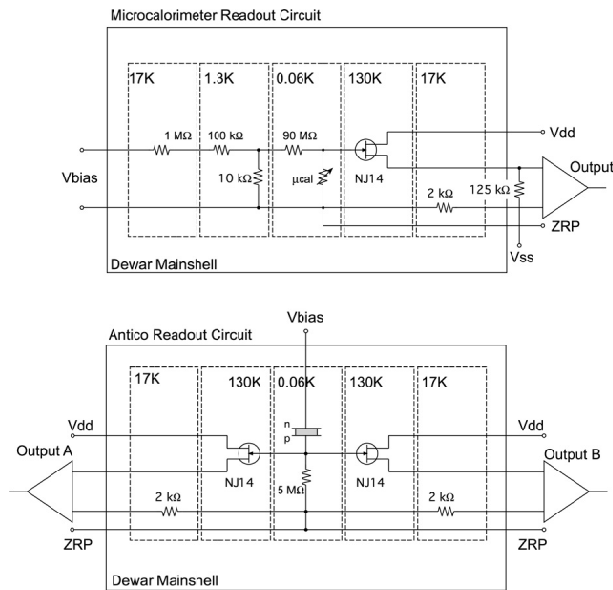 Microcalorimeter Readout Circuit
17K 1.3K 0.06K 130K 17K
1 MΩ 100 kΩ 90 MΩ
Vdd
Output
Vbias
10 kΩ μcal NJ14
2 kΩ 125 kΩ
ZRP
Vss
Dewar Mainshell
Vbias
Antico Readout Circuit
17K 130K 0.06K 130K 17K
n
p
Vdd Vdd
Output A Output B
NJ14 5 MΩ NJ14
2 kΩ 2 kΩ
ZRP ZRP
Dewar Mainshell